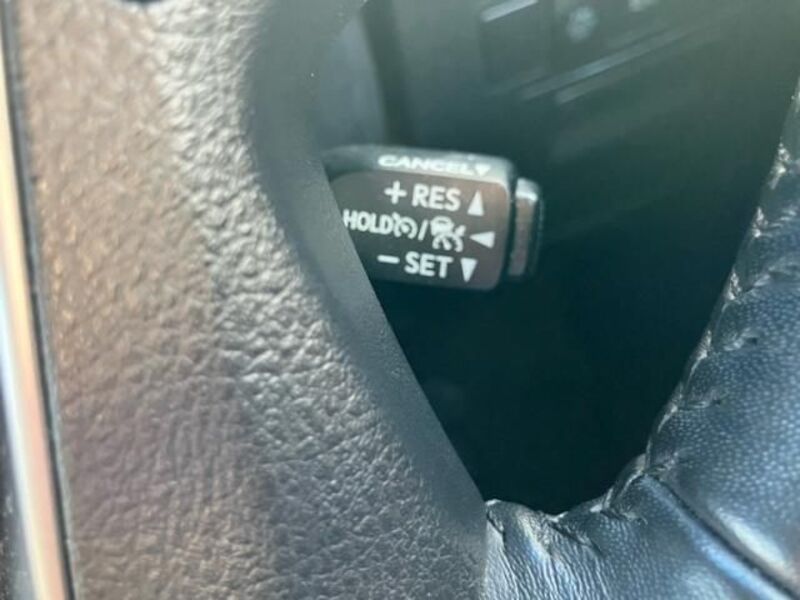 CANCEL▼
+ RES ▲
HOLD / ◀
− SET ▼